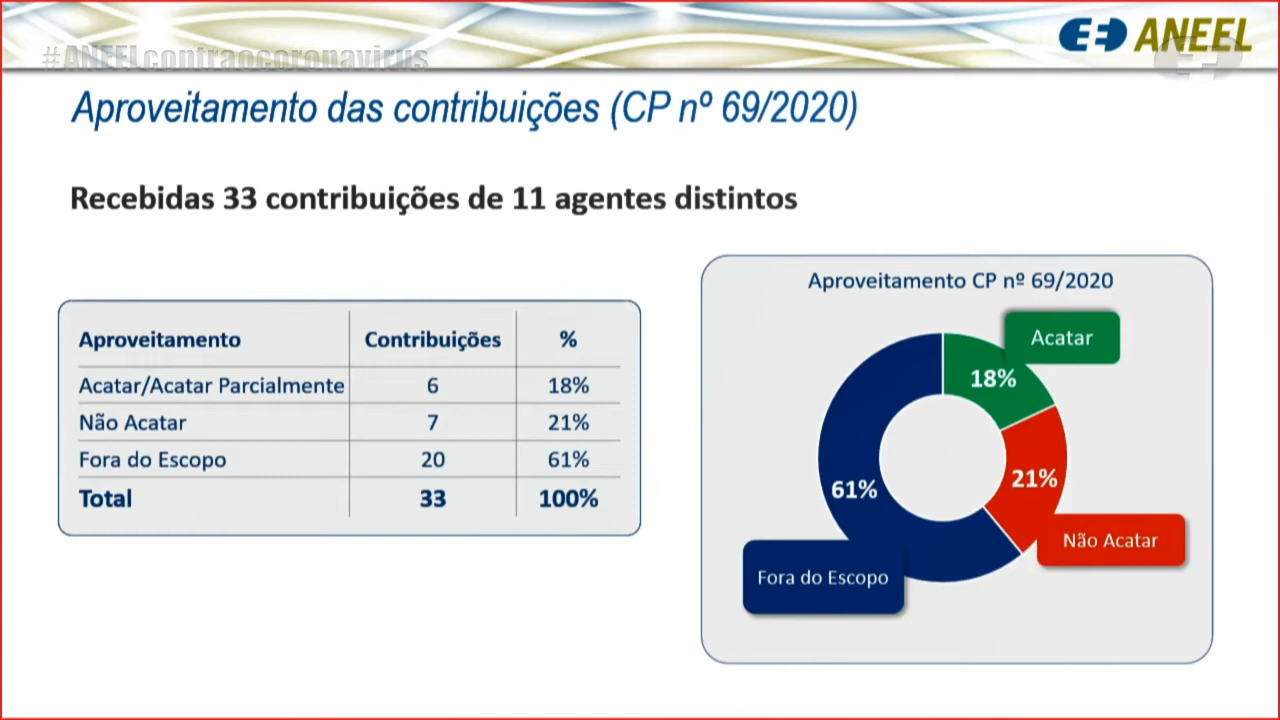 #ANEELcontraocoronavirus
ANEEL
Aproveitamento das contribuições (CP nº 69/2020)
Recebidas 33 contribuições de 11 agentes distintos
Aproveitamento Contribuições %
Acatar/Acatar Parcialmente 6 18%
Não Acatar 7 21%
Fora do Escopo 20 61%
Total 33 100%
Aproveitamento CP nº 69/2020
Acatar
18%
21%
61%
Não Acatar
Fora do Escopo